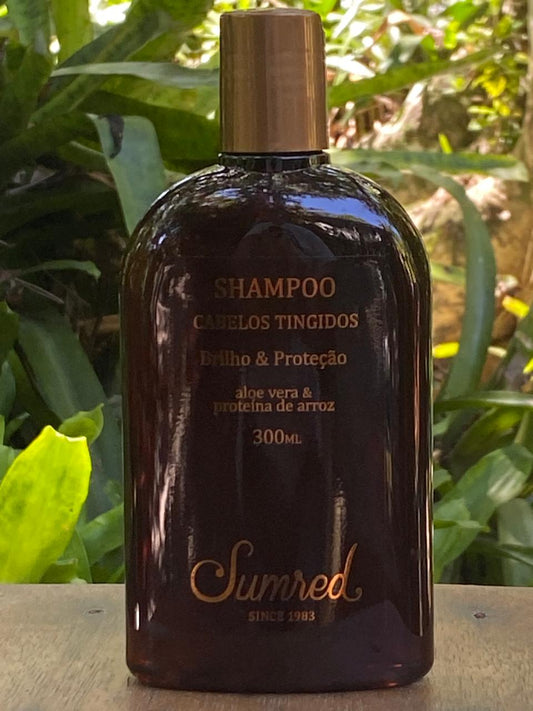 SHAMPOO
CABELOS TINGIDOS
Brilho & Proteção
aloe vera &
proteína de arroz
300ML
Sumred
SINCE 1983